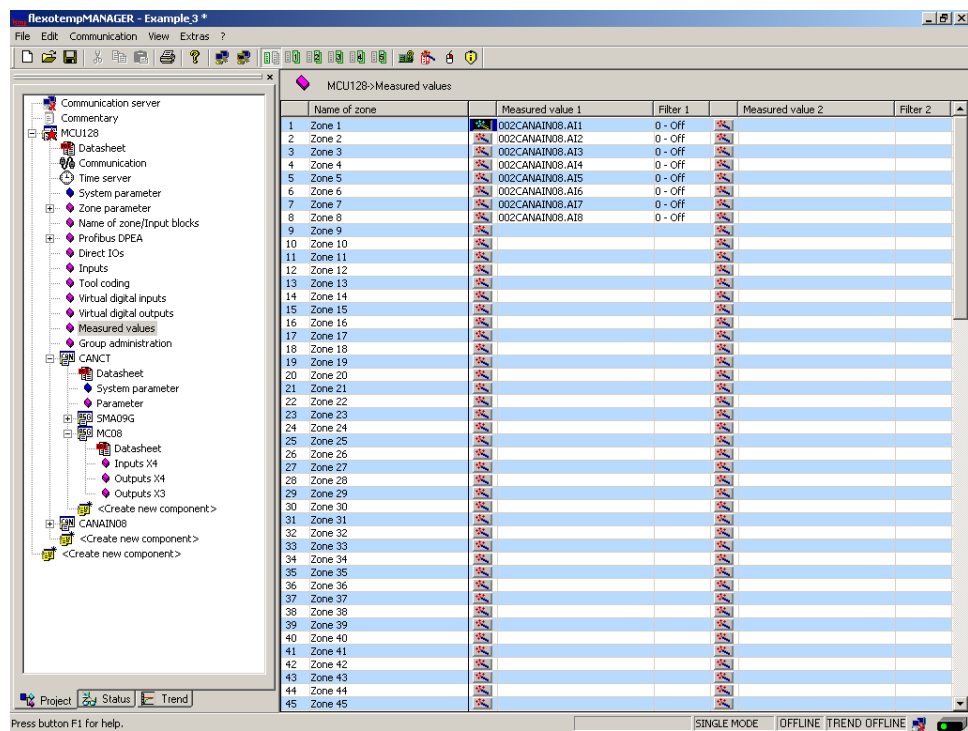 flexotempMANAGER - Example_3 *
File Edit Communication View Extras ?
MCU128->Measured values
Communication server
Commentary
MCU128
Datasheet
Communication
Time server
System parameter
Zone parameter
Name of zone/Input blocks
Profibus DPEA
Direct IOs
Inputs
Tool coding
Virtual digital inputs
Virtual digital outputs
Measured values
Group administration
CANCT
Datasheet
System parameter
Parameter
SMA09G
MC08
Datasheet
Inputs X4
Outputs X4
Outputs X3
<Create new component>
CANAIN08
<Create new component>
<Create new component>
Project Status Trend
Name of zone Measured value 1 Filter 1 Measured value 2 Filter 2
1 Zone 1 002CANAIN08.AI1 0 - Off
2 Zone 2 002CANAIN08.AI2 0 - Off
3 Zone 3 002CANAIN08.AI3 0 - Off
4 Zone 4 002CANAIN08.AI4 0 - Off
5 Zone 5 002CANAIN08.AI5 0 - Off
6 Zone 6 002CANAIN08.AI6 0 - Off
7 Zone 7 002CANAIN08.AI7 0 - Off
8 Zone 8 002CANAIN08.AI8 0 - Off
9 Zone 9
10 Zone 10
11 Zone 11
12 Zone 12
13 Zone 13
14 Zone 14
15 Zone 15
16 Zone 16
17 Zone 17
18 Zone 18
19 Zone 19
20 Zone 20
21 Zone 21
22 Zone 22
23 Zone 23
24 Zone 24
25 Zone 25
26 Zone 26
27 Zone 27
28 Zone 28
29 Zone 29
30 Zone 30
31 Zone 31
32 Zone 32
33 Zone 33
34 Zone 34
35 Zone 35
36 Zone 36
37 Zone 37
38 Zone 38
39 Zone 39
40 Zone 40
41 Zone 41
42 Zone 42
43 Zone 43
44 Zone 44
45 Zone 45
Press button F1 for help. SINGLE MODE OFFLINE TREND OFFLINE